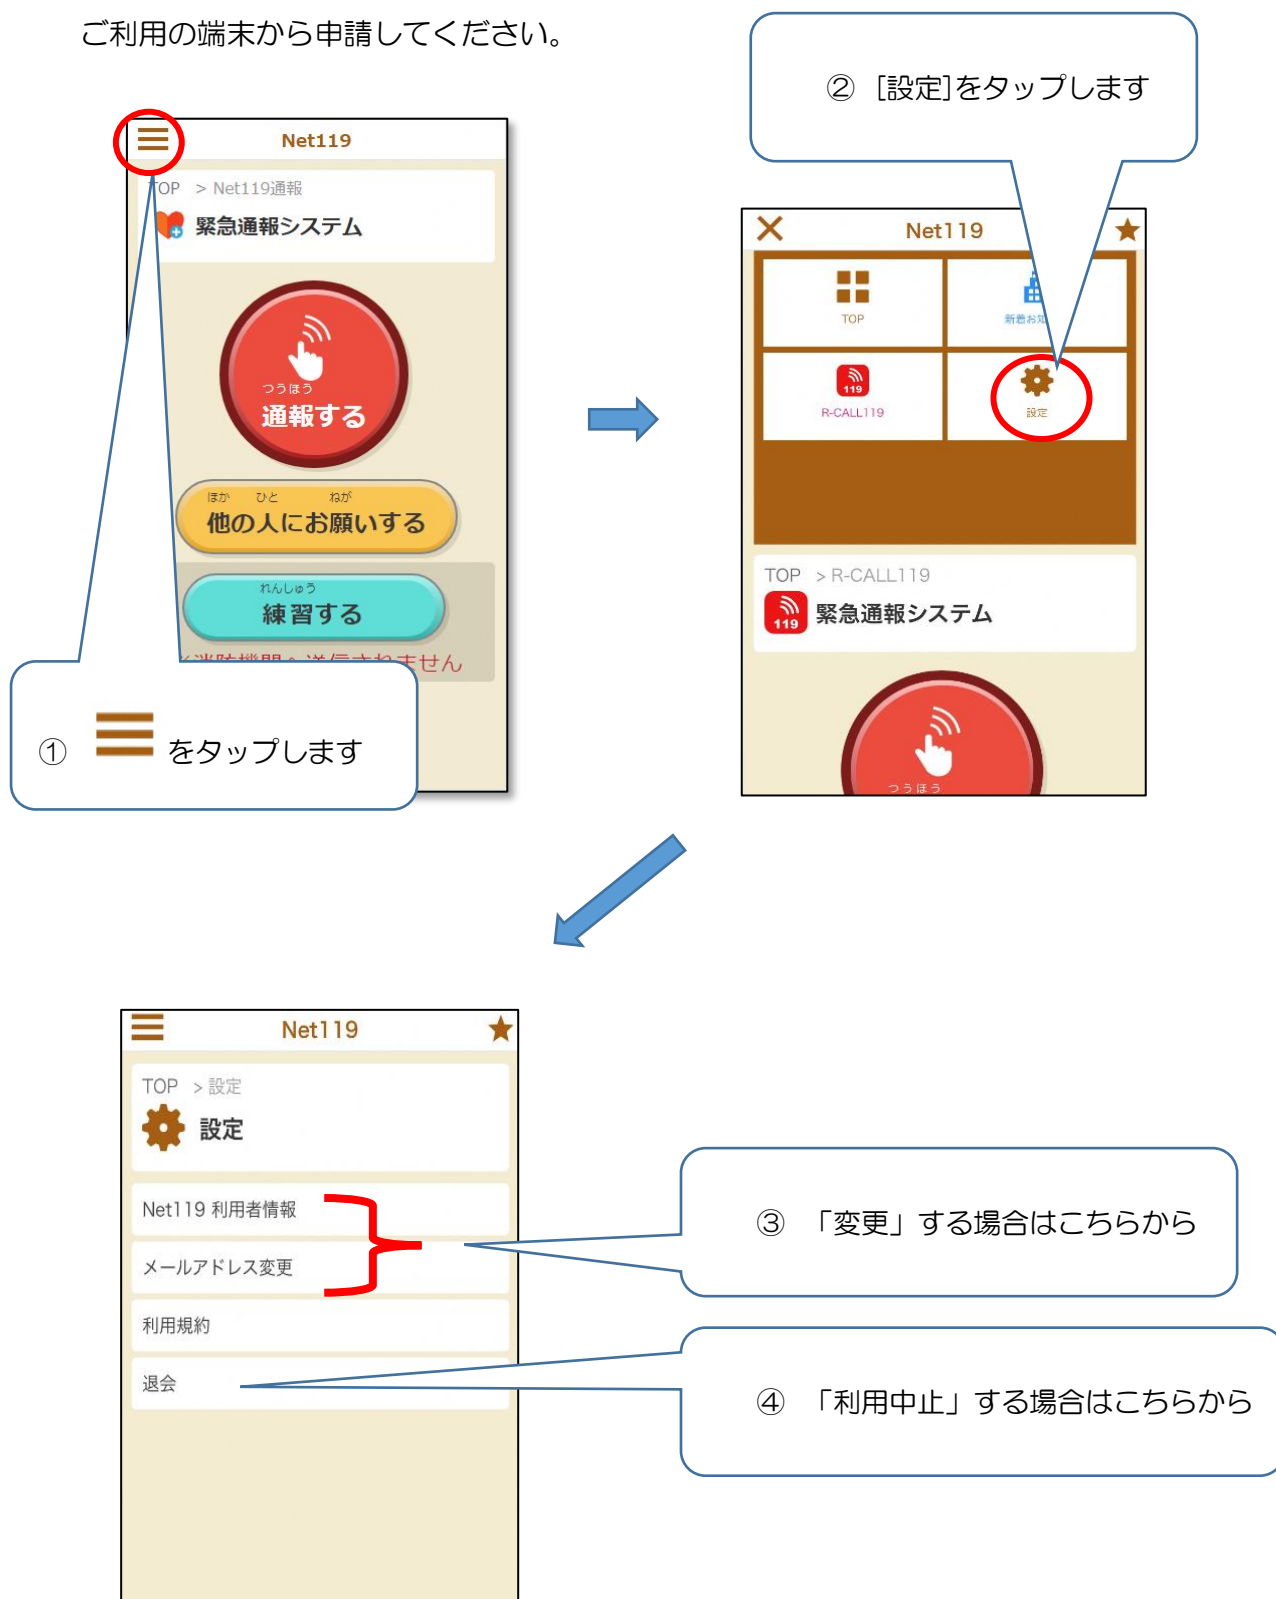 ご利用の端末から申請してください。
② [設定]をタップします
Net119
TOP > Net119通報
緊急通報システム
つうほう
通報する
ほか ひと ねが
他の人にお願いする
れんしゅう
練習する
① をタップします
Net119
TOP
新着お知
119
R-CALL119
設定
TOP > R-CALL119
119
緊急通報システム
つうほう
Net119
TOP > 設定
設定
Net119 利用者情報
メールアドレス変更
利用規約
退会
③ 「変更」する場合はこちらから
④ 「利用中止」する場合はこちらから